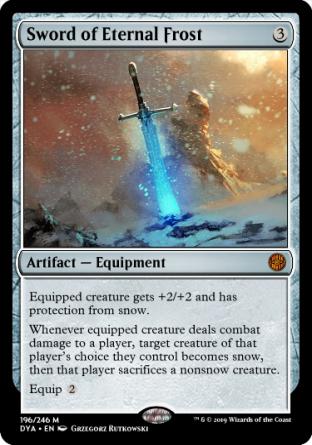 Sword of Eternal Frost 3
Artifact — Equipment
Equipped creature gets +2/+2 and has
protection from snow.
Whenever equipped creature deals combat
damage to a player, target creature of that
player's choice they control becomes snow,
then that player sacrifices a nonsnow creature.
Equip 2
196/246 M
DYA • EN GRZEGORZ RUTKOWSKI
™ & © 2019 Wizards of the Coast